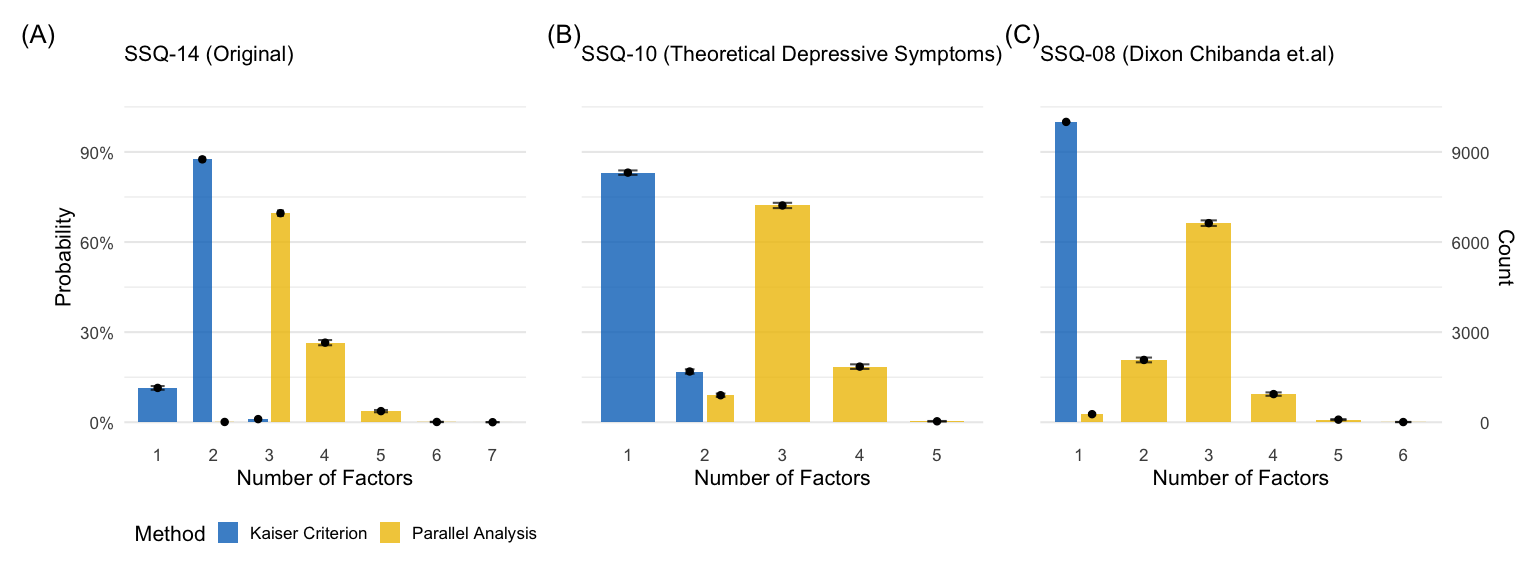 (A)
SSQ-14 (Original)
(B)
SSQ-10 (Theoretical Depressive Symptoms)
(C)
SSQ-08 (Dixon Chibanda et.al)
Probability
90%
60%
30%
0%
1 2 3 4 5 6 7
Number of Factors
1 2 3 4 5
Number of Factors
1 2 3 4 5 6
Number of Factors
9000
6000
3000
0
Count
Method Kaiser Criterion Parallel Analysis